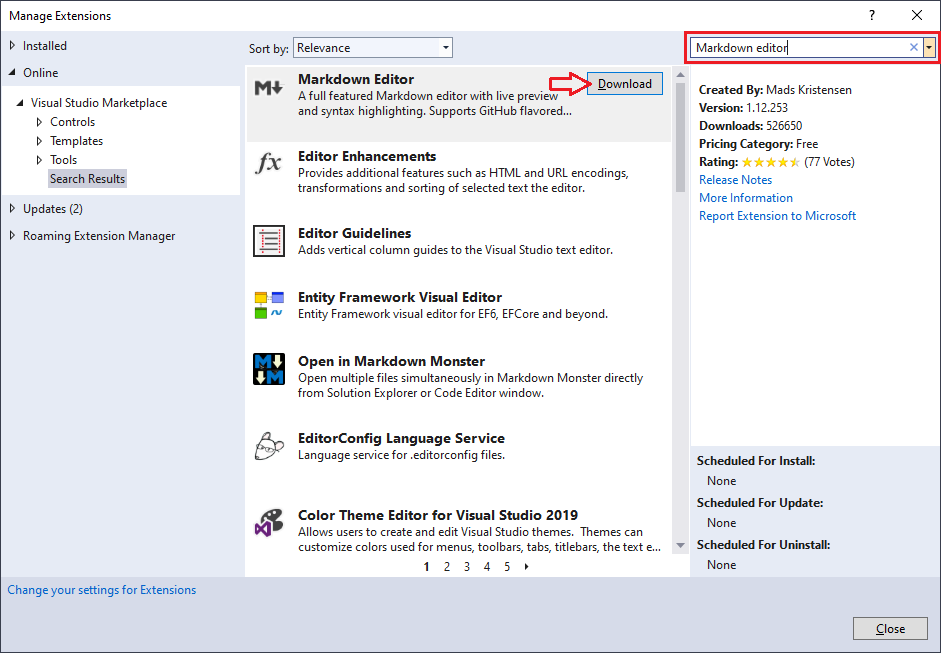 Manage Extensions
?
Installed
Online
Visual Studio Marketplace
Controls
Templates
Tools
Search Results
Updates (2)
Roaming Extension Manager
Sort by: Relevance
Markdown Editor
A full featured Markdown editor with live preview
and syntax highlighting. Supports GitHub flavored...
Download
fx
Editor Enhancements
Provides additional features such as HTML and URL encodings,
transformations and sorting of selected text the editor.
Editor Guidelines
Adds vertical column guides to the Visual Studio text editor.
Entity Framework Visual Editor
Entity Framework visual editor for EF6, EFCore and beyond.
Open in Markdown Monster
Open multiple files simultaneously in Markdown Monster directly
from Solution Explorer or Code Editor window.
EditorConfig Language Service
Language service for .editorconfig files.
Color Theme Editor for Visual Studio 2019
Allows users to create and edit Visual Studio themes.  Themes can
customize colors used for menus, toolbars, tabs, titlebars, the text e...
1 2 3 4 5
Markdown editor
Created By: Mads Kristensen
Version: 1.12.253
Downloads: 526650
Pricing Category: Free
Rating: (77 Votes)
Release Notes
More Information
Report Extension to Microsoft
Scheduled For Install:
None
Scheduled For Update:
None
Scheduled For Uninstall:
None
Change your settings for Extensions
Close